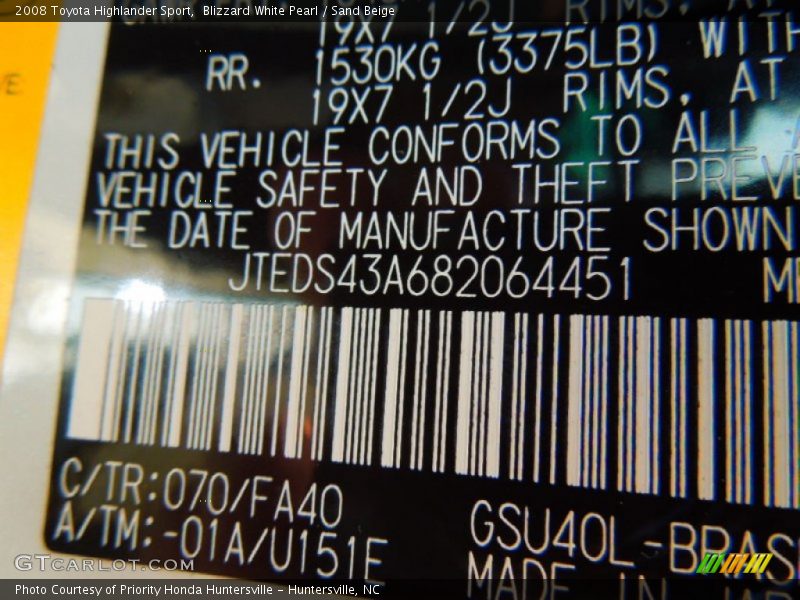 2008 Toyota Highlander Sport, Blizzard White Pearl / Sand Beige
19X7 1/2J RIMS, AT
RR. 1530KG (3375LB) WITH
19X7 1/2J RIMS, AT
THIS VEHICLE CONFORMS TO ALL
VEHICLE SAFETY AND THEFT PREVE
THE DATE OF MANUFACTURE SHOWN
JTEDS43A682064451
C/TR:070/FA40
A/TM:-01A/U151E
GSU40L-BRAS
MADE IN
GTCARLOT.COM
Photo Courtesy of Priority Honda Huntersville - Huntersville, NC